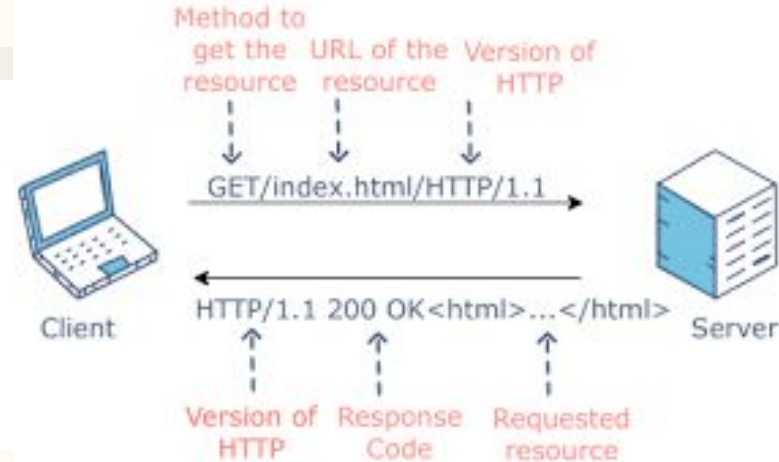 Method to
get the
resource
URL of the
resource
Version of
HTTP
GET/index.html/HTTP/1.1
Client
HTTP/1.1 200 OK<html>...</html>
Server
Version of
HTTP
Response
Code
Requested
resource